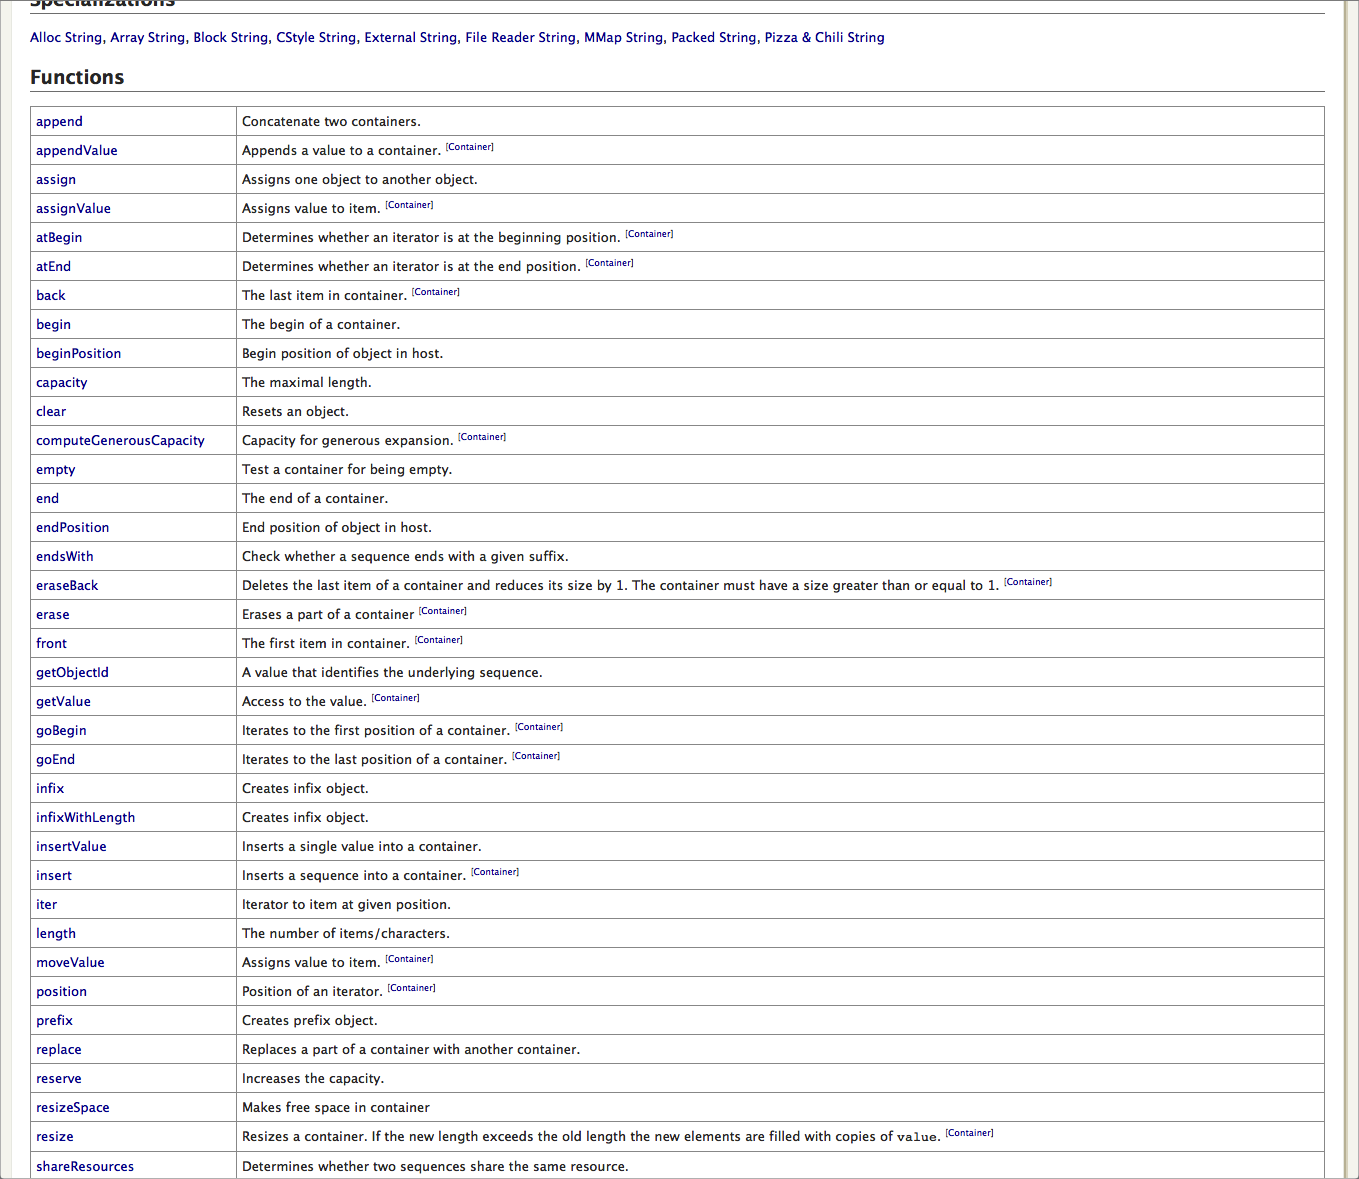 Specializations
Alloc String, Array String, Block String, CStyle String, External String, File Reader String, MMap String, Packed String, Pizza & Chili String
Functions
append Concatenate two containers.
appendValue Appends a value to a container. [Container]
assign Assigns one object to another object.
assignValue Assigns value to item. [Container]
atBegin Determines whether an iterator is at the beginning position. [Container]
atEnd Determines whether an iterator is at the end position. [Container]
back The last item in container. [Container]
begin The begin of a container.
beginPosition Begin position of object in host.
capacity The maximal length.
clear Resets an object.
computeGenerousCapacity Capacity for generous expansion. [Container]
empty Test a container for being empty.
end The end of a container.
endPosition End position of object in host.
endsWith Check whether a sequence ends with a given suffix.
eraseBack Deletes the last item of a container and reduces its size by 1. The container must have a size greater than or equal to 1. [Container]
erase Erases a part of a container [Container]
front The first item in container. [Container]
getObjectId A value that identifies the underlying sequence.
getValue Access to the value. [Container]
goBegin Iterates to the first position of a container. [Container]
goEnd Iterates to the last position of a container. [Container]
infix Creates infix object.
infixWithLength Creates infix object.
insertValue Inserts a single value into a container.
insert Inserts a sequence into a container. [Container]
iter Iterator to item at given position.
length The number of items/characters.
moveValue Assigns value to item. [Container]
position Position of an iterator. [Container]
prefix Creates prefix object.
replace Replaces a part of a container with another container.
reserve Increases the capacity.
resizeSpace Makes free space in container
resize Resizes a container. If the new length exceeds the old length the new elements are filled with copies of value. [Container]
shareResources Determines whether two sequences share the same resource.